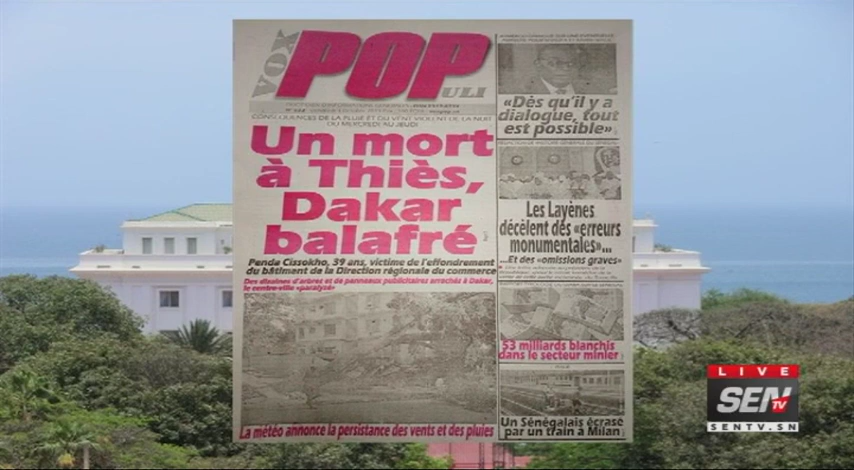 VOX
POP
ULI
CONSEQUENCES DE LA PLUIE ET DU VENT VIOLENT DE LA NUIT
DU MERCREDI AU JEUDI
Un mort
à Thiès,
Dakar
balafré
Penda Cissokho, 39 ans, victime de l'effondrement
du bâtiment de la Direction régionale du commerce
Des dizaines d'arbres et de panneaux publicitaires arrachés à Dakar,
le centre-ville «paralysé»
La météo annonce la persistance des vents et des pluies
«Dès qu'il y a
dialogue, tout
est possible»
Les Layènes
décèlent des «erreurs
monumentales»...
...Et des «omissions graves»
53 milliards blanchis
dans le secteur minier
Un Sénégalais écrasé
par un train à Milan
LIVE
SEN
TV
SENTV.SN